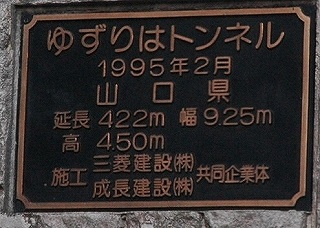 ゆずりはトンネル
1995年2月
山口県
延長 422m 幅 9.25m
高 4.50m
施工 三菱建設㈱ 共同企業体
成長建設㈱